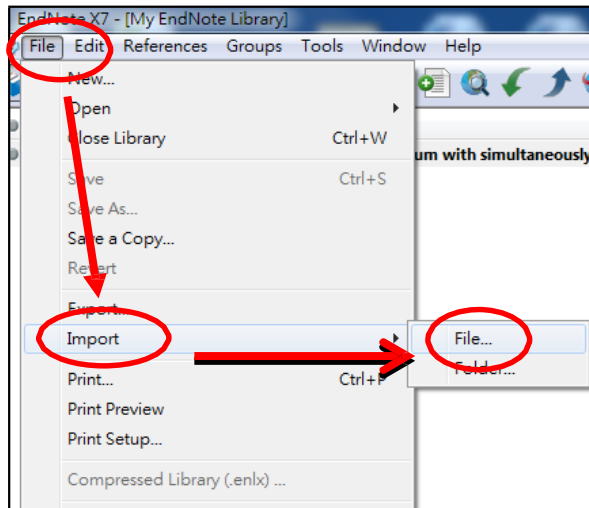 EndNote X7 - [My EndNote Library]
File Edit References Groups Tools Window Help
New...
Open
Close Library Ctrl+W
um with simultaneously
Save Ctrl+S
Save As...
Save a Copy...
Revert
Export...
Import
File...
Print... Ctrl+P
Folder...
Print Preview
Print Setup...
Compressed Library (.enlx) ...